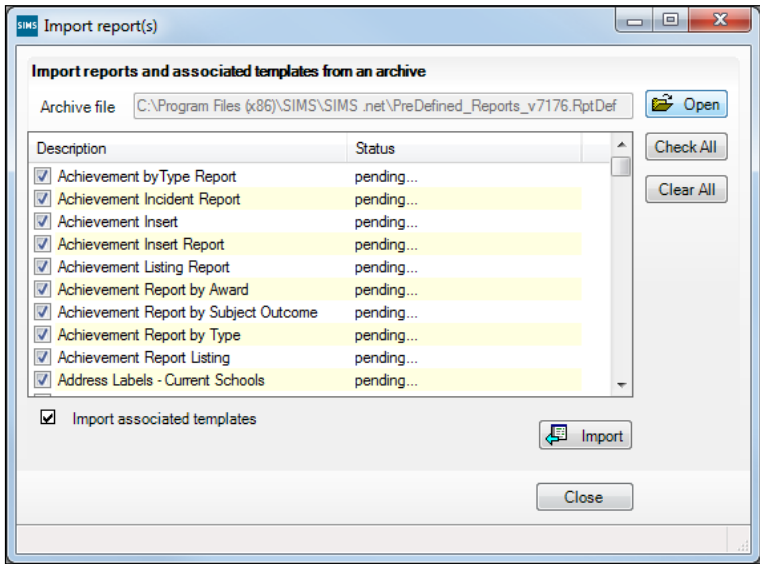 SIMS Import report(s)
Import reports and associated templates from an archive
Archive file C:\Program Files (x86)\SIMS\SIMS .net\PreDefined_Reports_v7176.RptDef Open
Description Status Check All
Achievement by Type Report pending...
Clear All
Achievement Incident Report pending...
Achievement Insert pending...
Achievement Insert Report pending...
Achievement Listing Report pending...
Achievement Report by Award pending...
Achievement Report by Subject Outcome pending...
Achievement Report by Type pending...
Achievement Report Listing pending...
Address Labels - Current Schools pending...
Import associated templates
Import
Close